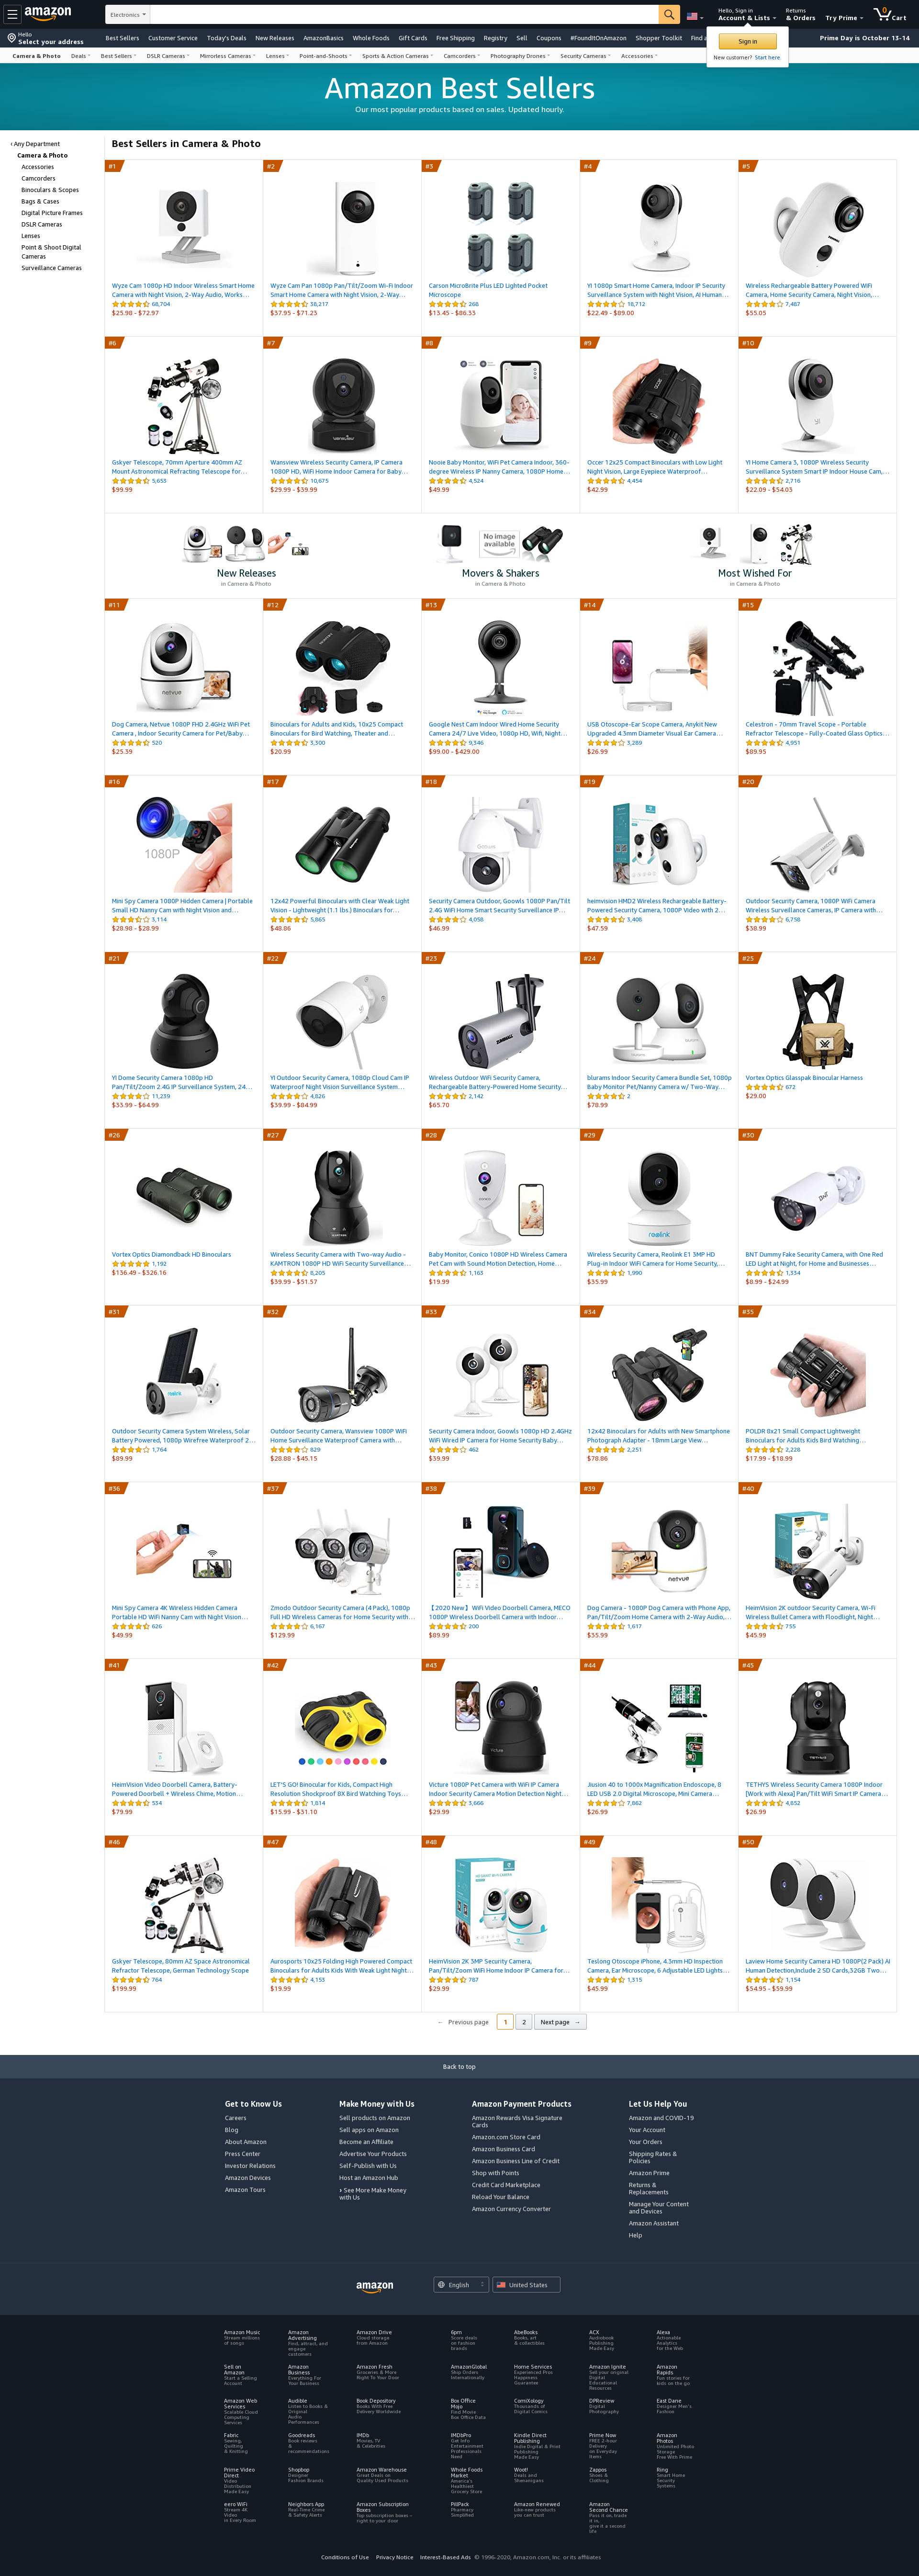 amazon
Electronics
Hello, Sign in
Account & Lists
Returns
& Orders
Try Prime
0
Cart
Hello
Select your address
Best Sellers
Customer Service
Today's Deals
New Releases
AmazonBasics
Whole Foods
Gift Cards
Free Shipping
Registry
Sell
Coupons
#FoundItOnAmazon
Shopper Toolkit
Find a
Prime Day is October 13-14
Sign in
New customer? Start here.
Camera & Photo
Deals
Best Sellers
DSLR Cameras
Mirrorless Cameras
Lenses
Point-and-Shoots
Sports & Action Cameras
Camcorders
Photography Drones
Security Cameras
Accessories
Amazon Best Sellers
Our most popular products based on sales. Updated hourly.
‹ Any Department
Camera & Photo
Accessories
Camcorders
Binoculars & Scopes
Bags & Cases
Digital Picture Frames
DSLR Cameras
Lenses
Point & Shoot Digital
Cameras
Surveillance Cameras
Best Sellers in Camera & Photo
#1
Wyze Cam 1080p HD Indoor Wireless Smart Home
Camera with Night Vision, 2-Way Audio, Works…
68,704
$25.98 - $72.97
#2
Wyze Cam Pan 1080p Pan/Tilt/Zoom Wi-Fi Indoor
Smart Home Camera with Night Vision, 2-Way…
38,217
$37.95 - $71.23
#3
Carson MicroBrite Plus LED Lighted Pocket
Microscope
268
$13.45 - $86.33
#4
YI 1080p Smart Home Camera, Indoor IP Security
Surveillance System with Night Vision, AI Human…
18,712
$22.49 - $89.00
#5
Wireless Rechargeable Battery Powered WiFi
Camera, Home Security Camera, Night Vision,…
7,487
$55.05
#6
Gskyer Telescope, 70mm Aperture 400mm AZ
Mount Astronomical Refracting Telescope for…
5,653
$99.99
#7
Wansview Wireless Security Camera, IP Camera
1080P HD, WiFi Home Indoor Camera for Baby…
10,675
$29.99 - $39.99
#8
Nooie Baby Monitor, WiFi Pet Camera Indoor, 360-
degree Wireless IP Nanny Camera, 1080P Home…
4,524
$49.99
#9
Occer 12x25 Compact Binoculars with Low Light
Night Vision, Large Eyepiece Waterproof…
4,454
$42.99
#10
YI Home Camera 3, 1080P Wireless Security
Surveillance System Smart IP Indoor House Cam,…
2,716
$22.09 - $54.03
No image
available
New Releases
in Camera & Photo
Movers & Shakers
in Camera & Photo
Most Wished For
in Camera & Photo
#11
netvue
Dog Camera, Netvue 1080P FHD 2.4GHz WiFi Pet
Camera , Indoor Security Camera for Pet/Baby…
520
$25.39
#12
Binoculars for Adults and Kids, 10x25 Compact
Binoculars for Bird Watching, Theater and…
3,300
$20.99
#13
Google Nest Cam Indoor Wired Home Security
Camera 24/7 Live Video, 1080p HD, Wifi, Night…
9,346
$99.00 - $429.00
#14
USB Otoscope-Ear Scope Camera, Anykit New
Upgraded 4.3mm Diameter Visual Ear Camera…
3,289
$26.99
#15
Celestron - 70mm Travel Scope - Portable
Refractor Telescope - Fully-Coated Glass Optics…
4,951
$89.95
#16
1080P
Mini Spy Camera 1080P Hidden Camera | Portable
Small HD Nanny Cam with Night Vision and…
3,114
$28.98 - $28.99
#17
12x42 Powerful Binoculars with Clear Weak Light
Vision - Lightweight (1.1 lbs.) Binoculars for…
5,865
$48.86
#18
Security Camera Outdoor, Goowls 1080P Pan/Tilt
2.4G WiFi Home Smart Security Surveillance IP…
4,058
$46.99
#19
heimvision HMD2 Wireless Rechargeable Battery-
Powered Security Camera, 1080P Video with 2…
3,408
$47.59
#20
Outdoor Security Camera, 1080P WiFi Camera
Wireless Surveillance Cameras, IP Camera with…
6,758
$38.99
#21
YI Dome Security Camera 1080p HD
Pan/Tilt/Zoom 2.4G IP Surveillance System, 24…
11,239
$33.99 - $64.99
#22
YI Outdoor Security Camera, 1080p Cloud Cam IP
Waterproof Night Vision Surveillance System…
4,826
$39.99 - $84.99
#23
Wireless Outdoor WiFi Security Camera,
Rechargeable Battery-Powered Home Security…
2,142
$65.70
#24
blurams Indoor Security Camera Bundle Set, 1080p
Baby Monitor Pet/Nanny Camera w/ Two-Way…
2
$78.99
#25
Vortex Optics Glasspak Binocular Harness
672
$29.00
#26
Vortex Optics Diamondback HD Binoculars
1,192
$136.49 - $326.16
#27
Wireless Security Camera with Two-way Audio -
KAMTRON 1080P HD WiFi Security Surveillance…
8,205
$39.99 - $51.57
#28
Baby Monitor, Conico 1080P HD Wireless Camera
Pet Cam with Sound Motion Detection, Home…
1,163
$19.99
#29
reolink
Wireless Security Camera, Reolink E1 3MP HD
Plug-in Indoor WiFi Camera for Home Security,…
1,990
$35.99
#30
BNT Dummy Fake Security Camera, with One Red
LED Light at Night, for Home and Businesses…
1,334
$8.99 - $24.99
#31
Outdoor Security Camera System Wireless, Solar
Battery Powered, 1080p Wirefree Waterproof 2…
1,764
$89.99
#32
Outdoor Security Camera, Wansview 1080P WiFi
Home Surveillance Waterproof Camera with…
829
$28.88 - $45.15
#33
Security Camera Indoor, Goowls 1080p HD 2.4GHz
WiFi Wired IP Camera for Home Security Baby…
462
$39.99
#34
12x42 Binoculars for Adults with New Smartphone
Photograph Adapter - 18mm Large View…
2,251
$78.86
#35
POLDR 8x21 Small Compact Lightweight
Binoculars for Adults Kids Bird Watching…
2,228
$17.99 - $18.99
#36
Mini Spy Camera 4K Wireless Hidden Camera
Portable HD WiFi Nanny Cam with Night Vision…
626
$49.99
#37
Zmodo Outdoor Security Camera (4 Pack), 1080p
Full HD Wireless Cameras for Home Security with…
6,167
$129.99
#38
【2020 New】 WiFi Video Doorbell Camera, MECO
1080P Wireless Doorbell Camera with Indoor…
200
$89.99
#39
netvue
Dog Camera - 1080P Dog Camera with Phone App,
Pan/Tilt/Zoom Home Camera with 2-Way Audio,…
1,617
$35.99
#40
HeimVision 2K outdoor Security Camera, Wi-Fi
Wireless Bullet Camera with Floodlight, Night…
755
$45.99
#41
HeimVision Video Doorbell Camera, Battery-
Powered Doorbell + Wireless Chime, Motion…
534
$79.99
#42
LET'S GO! Binocular for Kids, Compact High
Resolution Shockproof 8X Bird Watching Toys…
1,814
$15.99 - $31.10
#43
Victure 1080P Pet Camera with WiFi IP Camera
Indoor Security Camera Motion Detection Night…
3,666
$29.99
#44
Jiusion 40 to 1000x Magnification Endoscope, 8
LED USB 2.0 Digital Microscope, Mini Camera…
7,862
$26.99
#45
TETHYS Wireless Security Camera 1080P Indoor
[Work with Alexa] Pan/Tilt WiFi Smart IP Camera…
4,652
$26.99
#46
Gskyer Telescope, 80mm AZ Space Astronomical
Refractor Telescope, German Technology Scope
764
$199.99
#47
Aurosports 10x25 Folding High Powered Compact
Binoculars for Adults Kids With Weak Light Night…
4,153
$19.99
#48
HeimVision 2K 3MP Security Camera,
Pan/Tilt/Zoom WiFi Home Indoor IP Camera for…
787
$29.99
#49
Teslong Otoscope iPhone, 4.3mm HD Inspection
Camera, Ear Microscope, 6 Adjustable LED Lights…
1,315
$45.99
#50
Laview Home Security Camera HD 1080P(2 Pack) AI
Human Detection,Include 2 SD Cards,32GB Two…
1,154
$54.95 - $59.99
← Previous page
1
2
Next page →
Back to top
Get to Know Us
Careers
Blog
About Amazon
Press Center
Investor Relations
Amazon Devices
Amazon Tours
Make Money with Us
Sell products on Amazon
Sell apps on Amazon
Become an Affiliate
Advertise Your Products
Self-Publish with Us
Host an Amazon Hub
› See More Make Money
with Us
Amazon Payment Products
Amazon Rewards Visa Signature
Cards
Amazon.com Store Card
Amazon Business Card
Amazon Business Line of Credit
Shop with Points
Credit Card Marketplace
Reload Your Balance
Amazon Currency Converter
Let Us Help You
Amazon and COVID-19
Your Account
Your Orders
Shipping Rates &
Policies
Amazon Prime
Returns &
Replacements
Manage Your Content
and Devices
Amazon Assistant
Help
amazon
English
United States
Amazon Music
Stream millions
of songs
Amazon
Advertising
Find, attract, and
engage
customers
Amazon Drive
Cloud storage
from Amazon
6pm
Score deals
on fashion
brands
AbeBooks
Books, art
& collectibles
ACX
Audiobook
Publishing
Made Easy
Alexa
Actionable
Analytics
for the Web
Sell on
Amazon
Start a Selling
Account
Amazon
Business
Everything For
Your Business
Amazon Fresh
Groceries & More
Right To Your Door
AmazonGlobal
Ship Orders
Internationally
Home Services
Experienced Pros
Happiness
Guarantee
Amazon Ignite
Sell your original
Digital
Educational
Resources
Amazon
Rapids
Fun stories for
kids on the go
Amazon Web
Services
Scalable Cloud
Computing
Services
Audible
Listen to Books &
Original
Audio
Performances
Book Depository
Books With Free
Delivery Worldwide
Box Office
Mojo
Find Movie
Box Office Data
ComiXology
Thousands of
Digital Comics
DPReview
Digital
Photography
East Dane
Designer Men's
Fashion
Fabric
Sewing,
Quilting
& Knitting
Goodreads
Book reviews
&
recommendations
IMDb
Movies, TV
& Celebrities
IMDbPro
Get Info
Entertainment
Professionals
Need
Kindle Direct
Publishing
Indie Digital & Print
Publishing
Made Easy
Prime Now
FREE 2-hour
Delivery
on Everyday
Items
Amazon
Photos
Unlimited Photo
Storage
Free With Prime
Prime Video
Direct
Video
Distribution
Made Easy
Shopbop
Designer
Fashion Brands
Amazon Warehouse
Great Deals on
Quality Used Products
Whole Foods
Market
America's
Healthiest
Grocery Store
Woot!
Deals and
Shenanigans
Zappos
Shoes &
Clothing
Ring
Smart Home
Security
Systems
eero WiFi
Stream 4K
Video
in Every Room
Neighbors App
Real-Time Crime
& Safety Alerts
Amazon Subscription
Boxes
Top subscription boxes –
right to your door
PillPack
Pharmacy
Simplified
Amazon Renewed
Like-new products
you can trust
Amazon
Second Chance
Pass it on, trade
it in,
give it a second
life
Conditions of Use
Privacy Notice
Interest-Based Ads
© 1996-2020, Amazon.com, Inc. or its affiliates